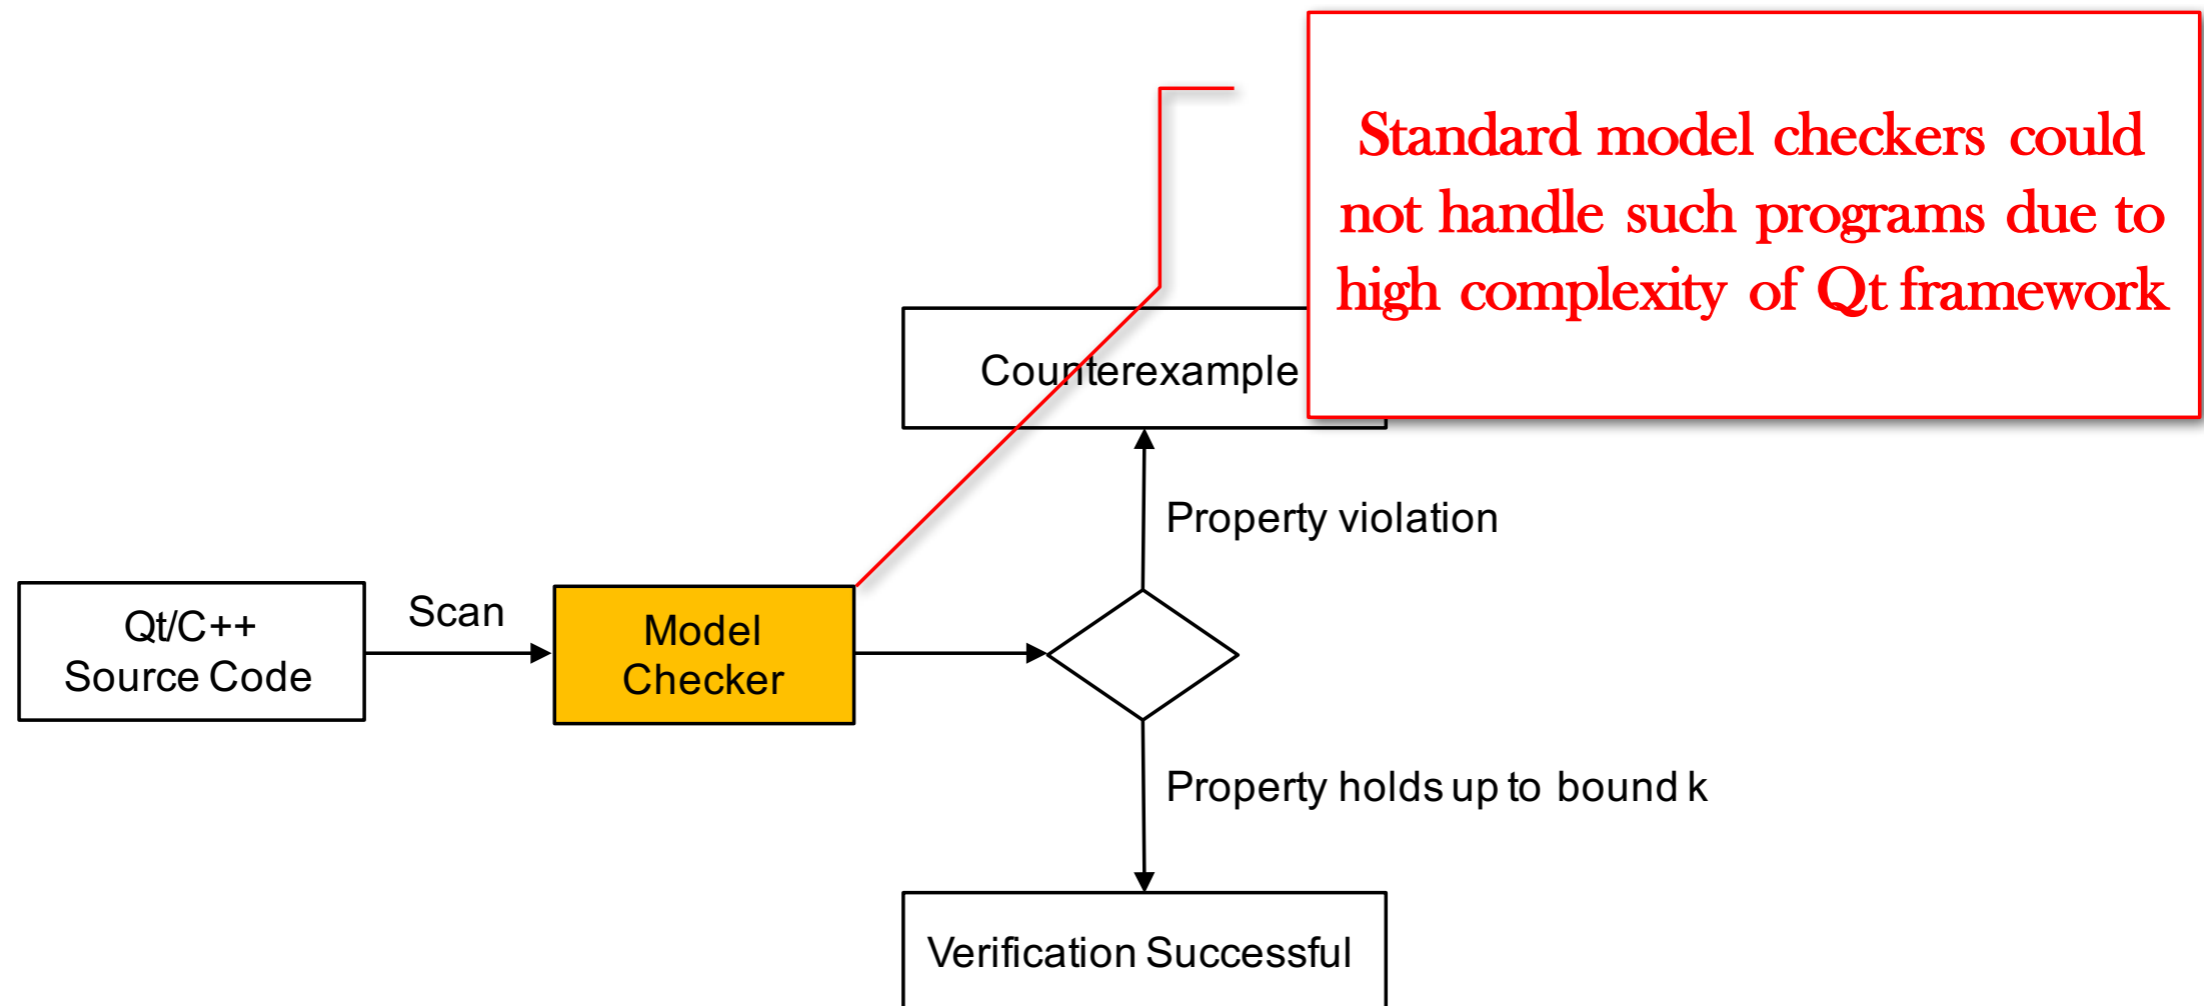 Standard model checkers could
not handle such programs due to
high complexity of Qt framework
Counterexample
Property violation
Qt/C++
Source Code
Scan
Model
Checker
Property holds up to bound k
Verification Successful